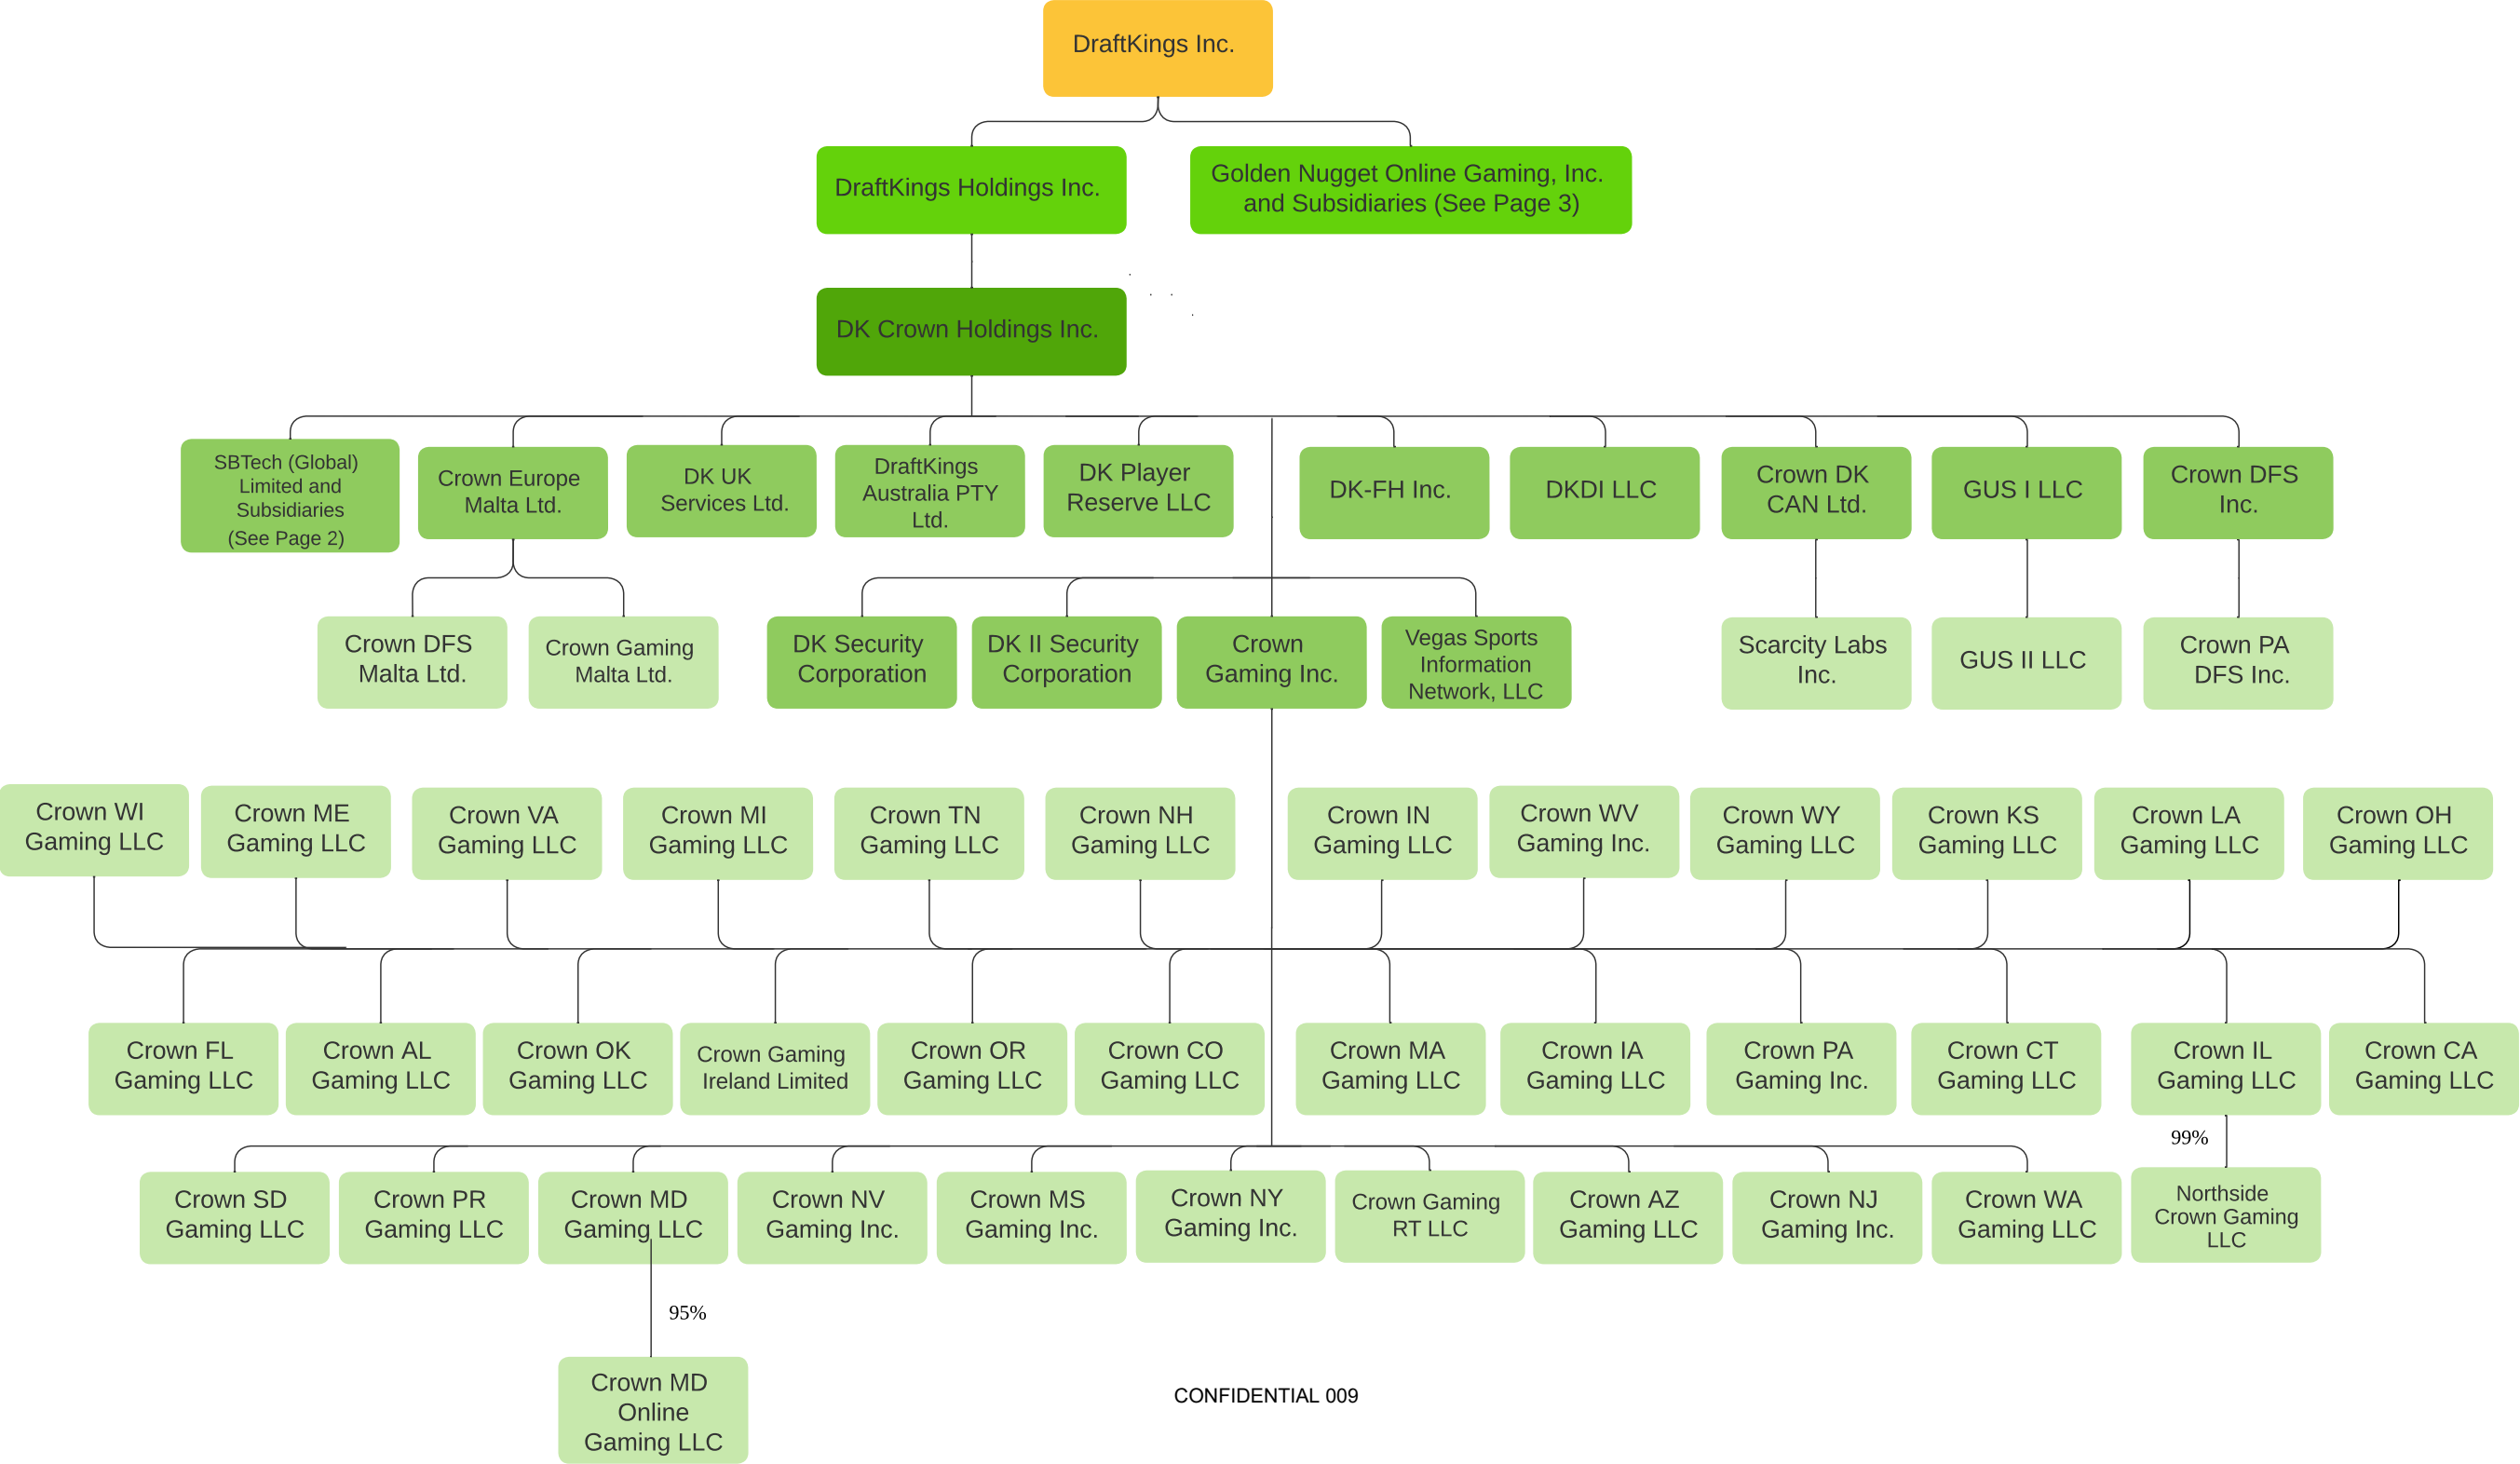 DraftKings Inc.
DraftKings Holdings Inc.
Golden Nugget Online Gaming, Inc.
and Subsidiaries (See Page 3)
DK Crown Holdings Inc.
SBTech (Global)
Limited and
Subsidiaries
(See Page 2)
Crown Europe
Malta Ltd.
DK UK
Services Ltd.
DraftKings
Australia PTY
Ltd.
DK Player
Reserve LLC
DK-FH Inc.
DKDI LLC
Crown DK
CAN Ltd.
GUS I LLC
Crown DFS
Inc.
Crown DFS
Malta Ltd.
Crown Gaming
Malta Ltd.
DK Security
Corporation
DK II Security
Corporation
Crown
Gaming Inc.
Vegas Sports
Information
Network, LLC
Scarcity Labs
Inc.
GUS II LLC
Crown PA
DFS Inc.
Crown WI
Gaming LLC
Crown ME
Gaming LLC
Crown VA
Gaming LLC
Crown MI
Gaming LLC
Crown TN
Gaming LLC
Crown NH
Gaming LLC
Crown IN
Gaming LLC
Crown WV
Gaming Inc.
Crown WY
Gaming LLC
Crown KS
Gaming LLC
Crown LA
Gaming LLC
Crown OH
Gaming LLC
Crown FL
Gaming LLC
Crown AL
Gaming LLC
Crown OK
Gaming LLC
Crown Gaming
Ireland Limited
Crown OR
Gaming LLC
Crown CO
Gaming LLC
Crown MA
Gaming LLC
Crown IA
Gaming LLC
Crown PA
Gaming Inc.
Crown CT
Gaming LLC
Crown IL
Gaming LLC
Crown CA
Gaming LLC
99%
Crown SD
Gaming LLC
Crown PR
Gaming LLC
Crown MD
Gaming LLC
Crown NV
Gaming Inc.
Crown MS
Gaming Inc.
Crown NY
Gaming Inc.
Crown Gaming
RT LLC
Crown AZ
Gaming LLC
Crown NJ
Gaming Inc.
Crown WA
Gaming LLC
Northside
Crown Gaming
LLC
95%
Crown MD
Online
Gaming LLC
CONFIDENTIAL 009